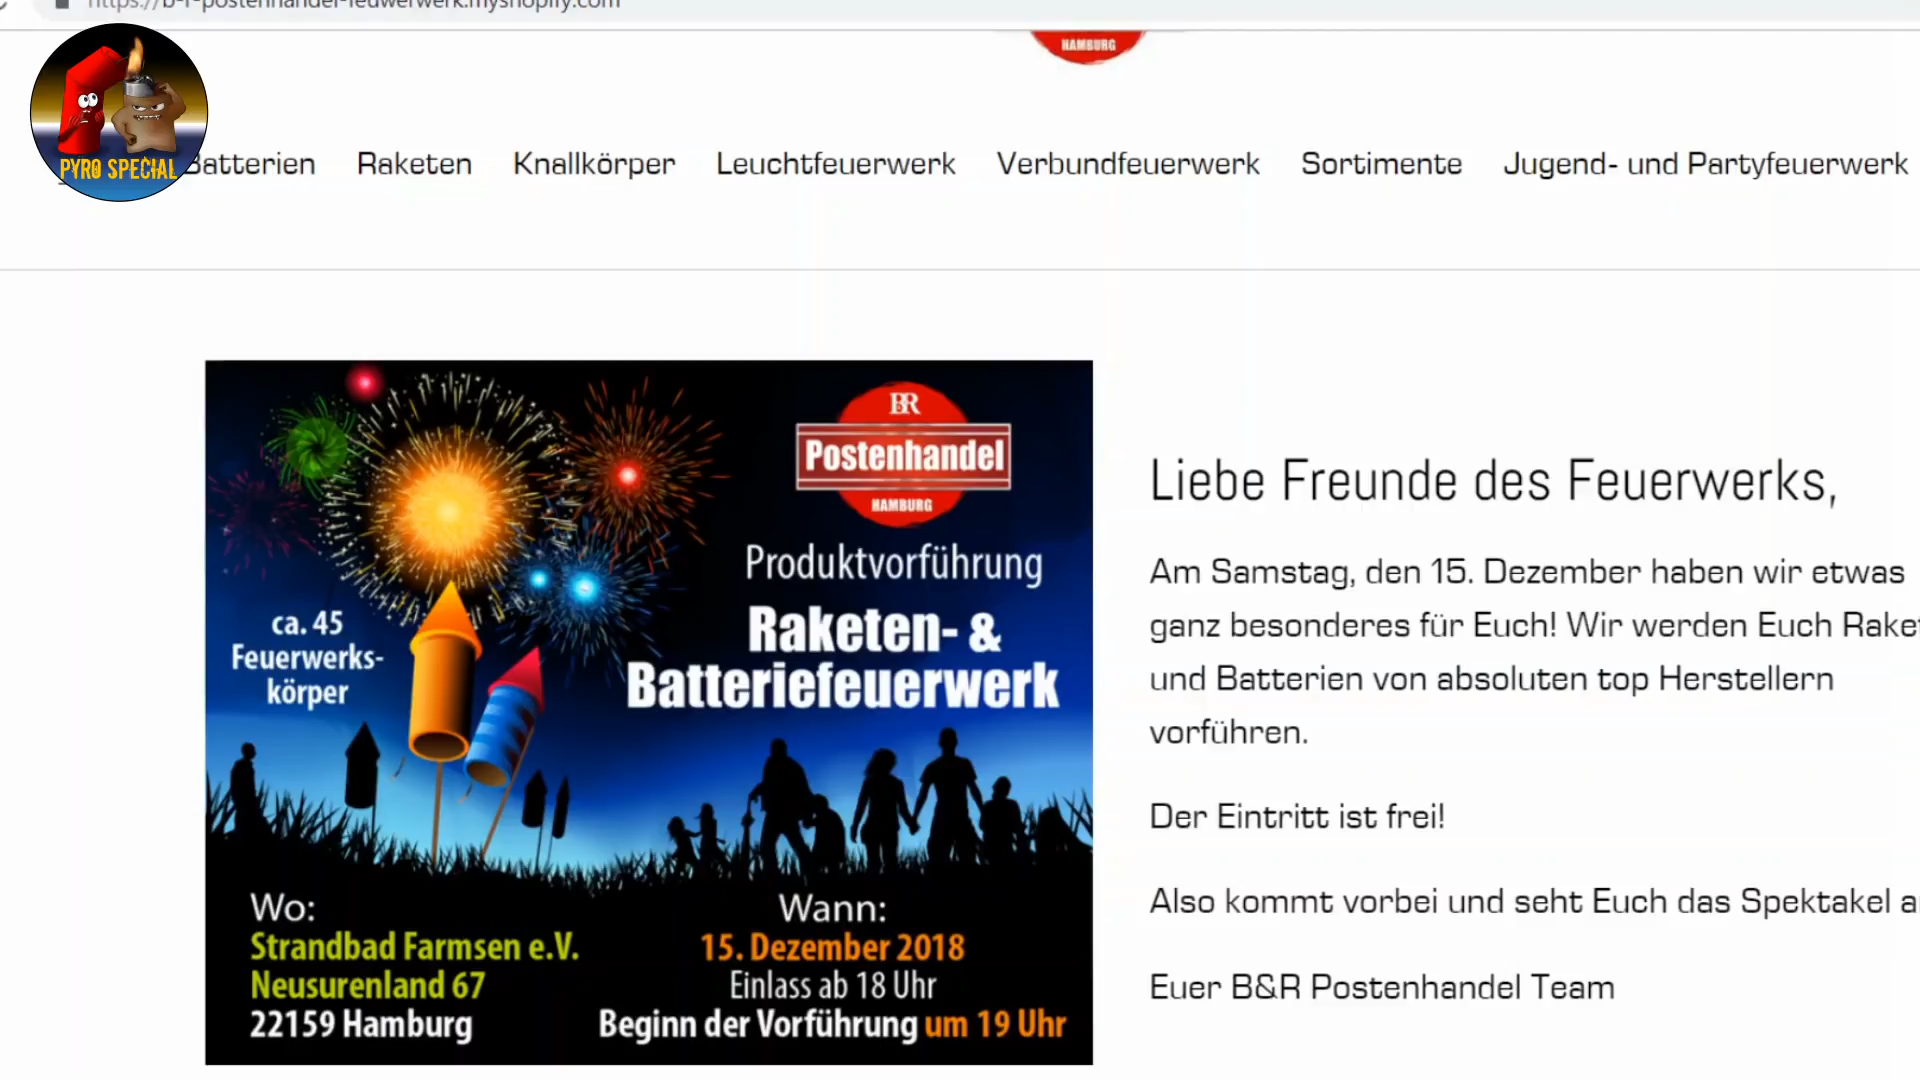 HAMBURG
PYRO SPECIAL
Batterien Raketen Knallkörper Leuchtfeuerwerk Verbundfeuerwerk Sortimente Jugend- und Partyfeuerwerk
BR
Postenhandel
HAMBURG
Produktvorführung
Raketen- &
Batteriefeuerwerk
ca. 45
Feuerwerks-
körper
Wo:
Strandbad Farmsen e.V.
Neusurenland 67
22159 Hamburg
Wann:
15. Dezember 2018
Einlass ab 18 Uhr
Beginn der Vorführung um 19 Uhr
Liebe Freunde des Feuerwerks,
Am Samstag, den 15. Dezember haben wir etwas
ganz besonderes für Euch! Wir werden Euch
und Batterien von absoluten top Herstellern
vorführen.
Der Eintritt ist frei!
Also kommt vorbei und seht Euch das Spektakel
Euer B&R Postenhandel Team